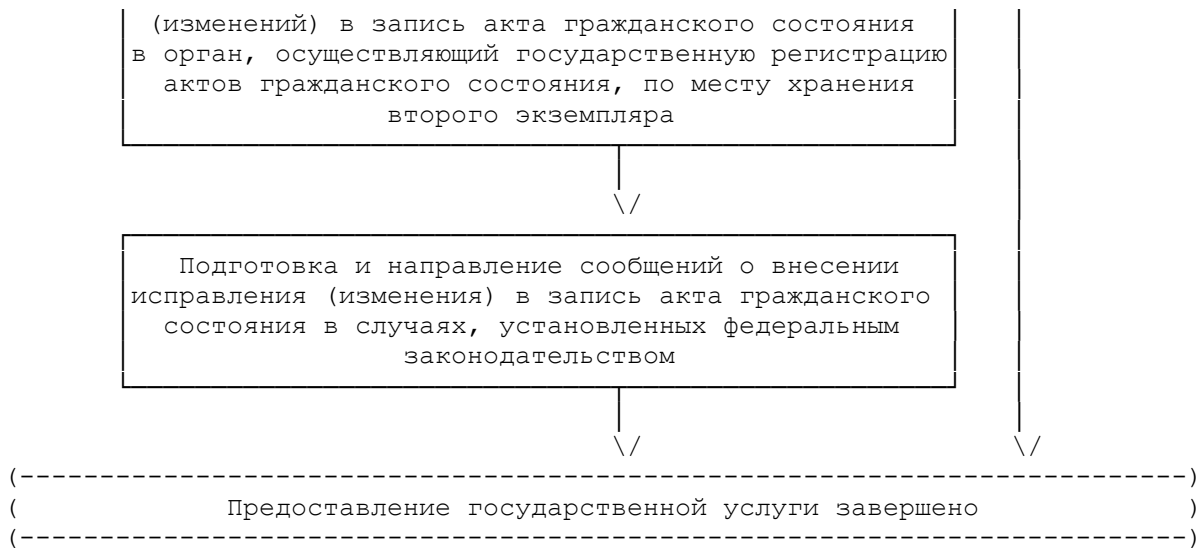 (изменений) в запись акта гражданского состояния
в орган, осуществляющий государственную регистрацию
актов гражданского состояния, по месту хранения
второго экземпляра
Подготовка и направление сообщений о внесении
исправления (изменения) в запись акта гражданского
состояния в случаях, установленных федеральным
законодательством
Предоставление государственной услуги завершено